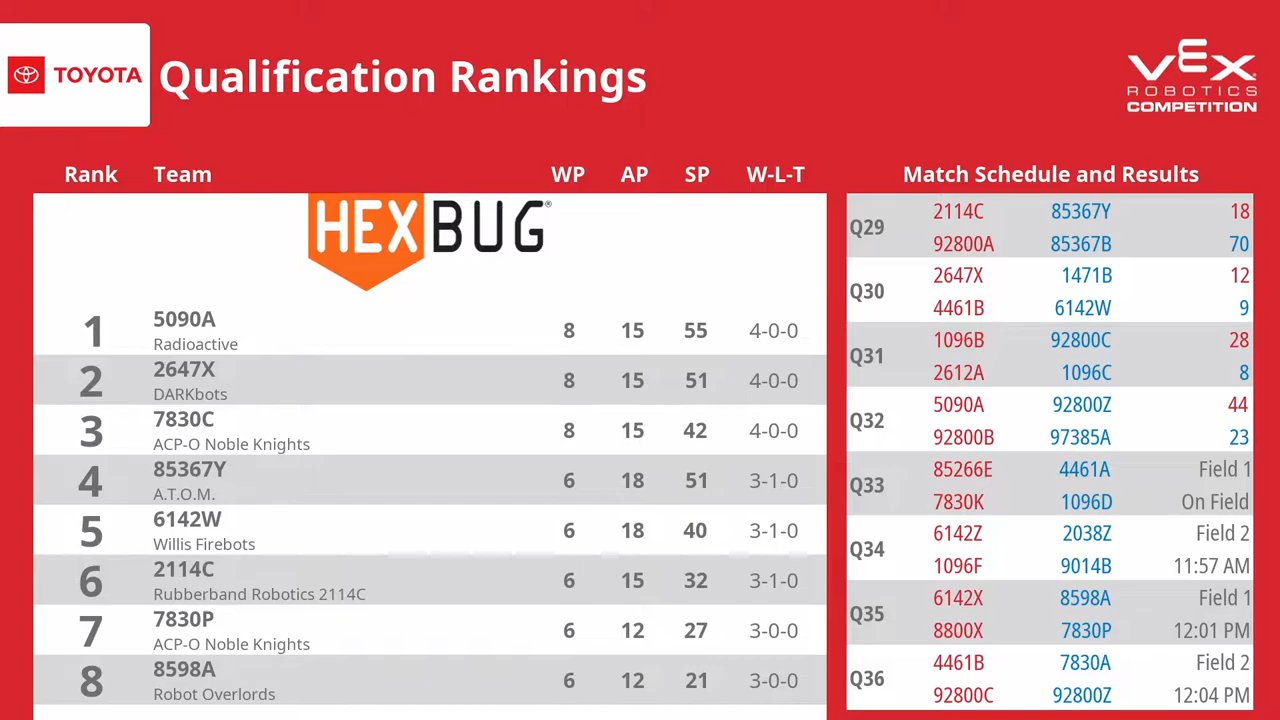 TOYOTA
Qualification Rankings
VEX
ROBOTICS
COMPETITION
Rank Team WP AP SP W-L-T
HEXBUG®
1 5090A 8 15 55 4-0-0
Radioactive
2 2647X 8 15 51 4-0-0
DARKbots
3 7830C 8 15 42 4-0-0
ACP-O Noble Knights
4 85367Y 6 18 51 3-1-0
A.T.O.M.
5 6142W 6 18 40 3-1-0
Willis Firebots
6 2114C 6 15 32 3-1-0
Rubberband Robotics 2114C
7 7830P 6 12 27 3-0-0
ACP-O Noble Knights
8 8598A 6 12 21 3-0-0
Robot Overlords
Match Schedule and Results
Q29 2114C 85367Y 18
92800A 85367B 70
Q30 2647X 1471B 12
4461B 6142W 9
Q31 1096B 92800C 28
2612A 1096C 8
Q32 5090A 92800Z 44
92800B 97385A 23
Q33 85266E 4461A Field 1
7830K 1096D On Field
Q34 6142Z 2038Z Field 2
1096F 9014B 11:57 AM
Q35 6142X 8598A Field 1
8800X 7830P 12:01 PM
Q36 4461B 7830A Field 2
92800C 92800Z 12:04 PM